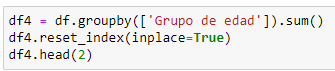 df4 = df.groupby(['Grupo de edad']).sum()
df4.reset_index(inplace=True)
df4.head(2)